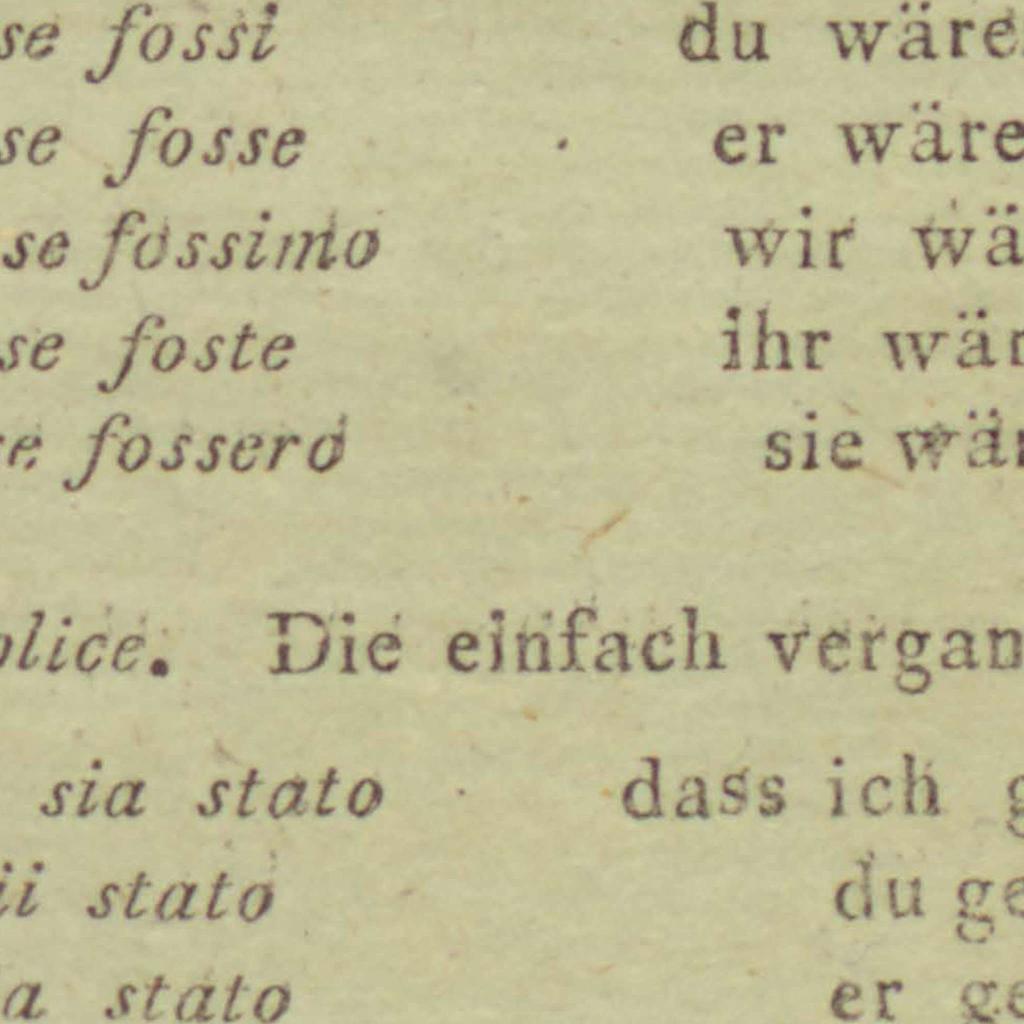 se fossi du wäre
se fosse er wäre
se fossimo wir wä
se foste ihr wär
se fossero sie wär
plice. Die einfach vergan
sia stato dass ich g
ii stato du ge
a stato er ge